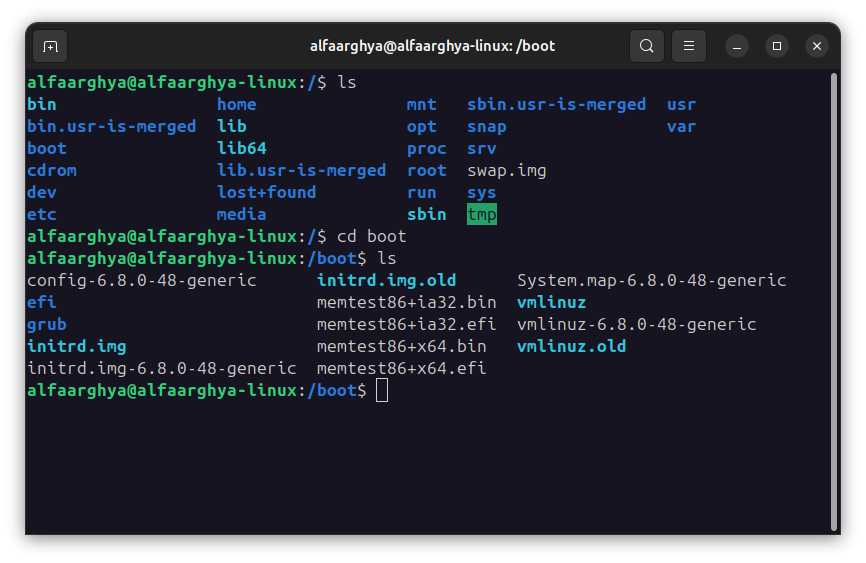 alfaarghya@alfaarghya-linux: /boot
alfaarghya@alfaarghya-linux:/$ ls
bin home mnt sbin.usr-is-merged usr
bin.usr-is-merged lib opt snap var
boot lib64 proc srv
cdrom lib.usr-is-merged root swap.img
dev lost+found run sys
etc media sbin tmp
alfaarghya@alfaarghya-linux:/$ cd boot
alfaarghya@alfaarghya-linux:/boot$ ls
config-6.8.0-48-generic initrd.img.old System.map-6.8.0-48-generic
efi memtest86+ia32.bin vmlinuz
grub memtest86+ia32.efi vmlinuz-6.8.0-48-generic
initrd.img memtest86+x64.bin vmlinuz.old
initrd.img-6.8.0-48-generic memtest86+x64.efi
alfaarghya@alfaarghya-linux:/boot$